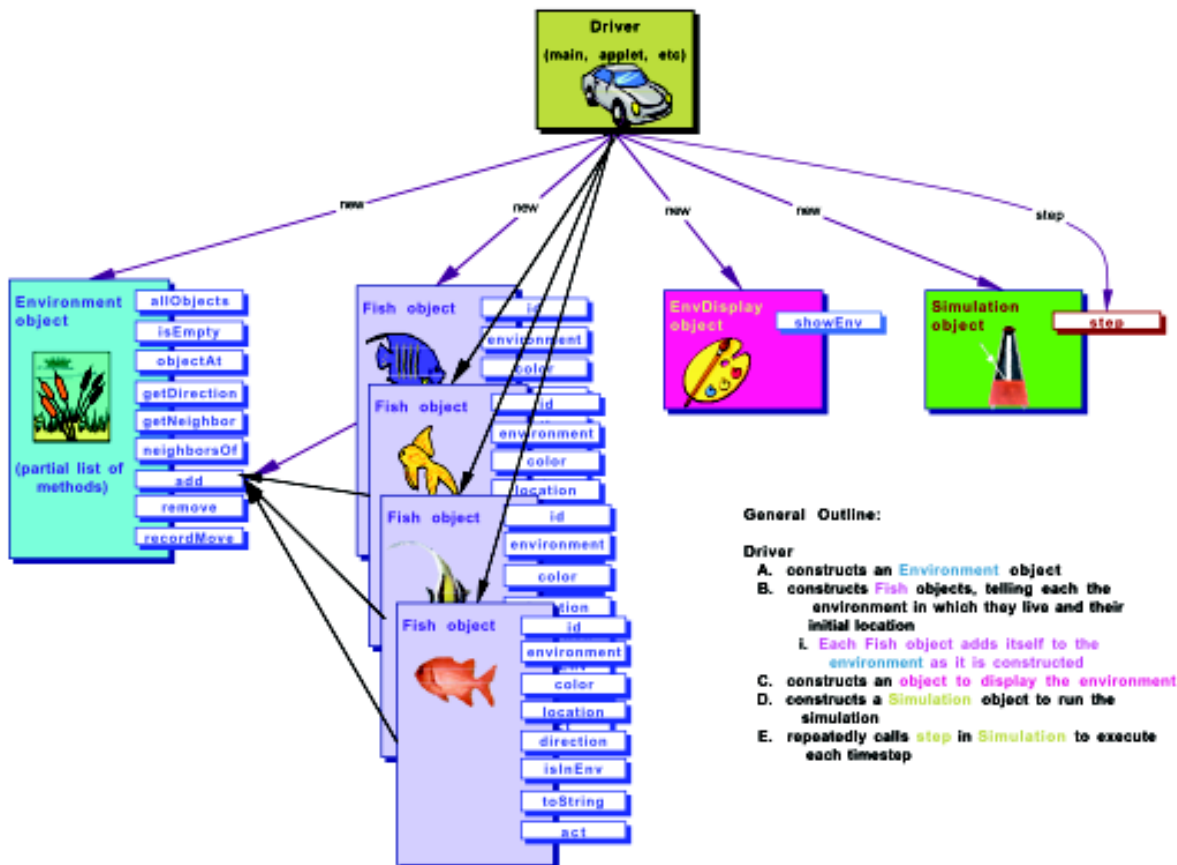 Driver
(main, applet, etc)
new
new
new
new
step
Environment
object
allObjects
isEmpty
objectAt
getDirection
getNeighbor
neighborsOf
add
remove
recordMove
(partial list of
methods)
Fish object
id
environment
color
Fish object
id
environment
color
location
Fish object
id
environment
color
Fish object
id
environment
color
location
direction
isInEnv
toString
act
EnvDisplay
object
showEnv
Simulation
object
step
General Outline:
Driver
A. constructs an Environment object
B. constructs Fish objects, telling each the
environment in which they live and their
initial location
i. Each Fish object adds itself to the
environment as it is constructed
C. constructs an object to display the environment
D. constructs a Simulation object to run the
simulation
E. repeatedly calls step in Simulation to execute
each timestep